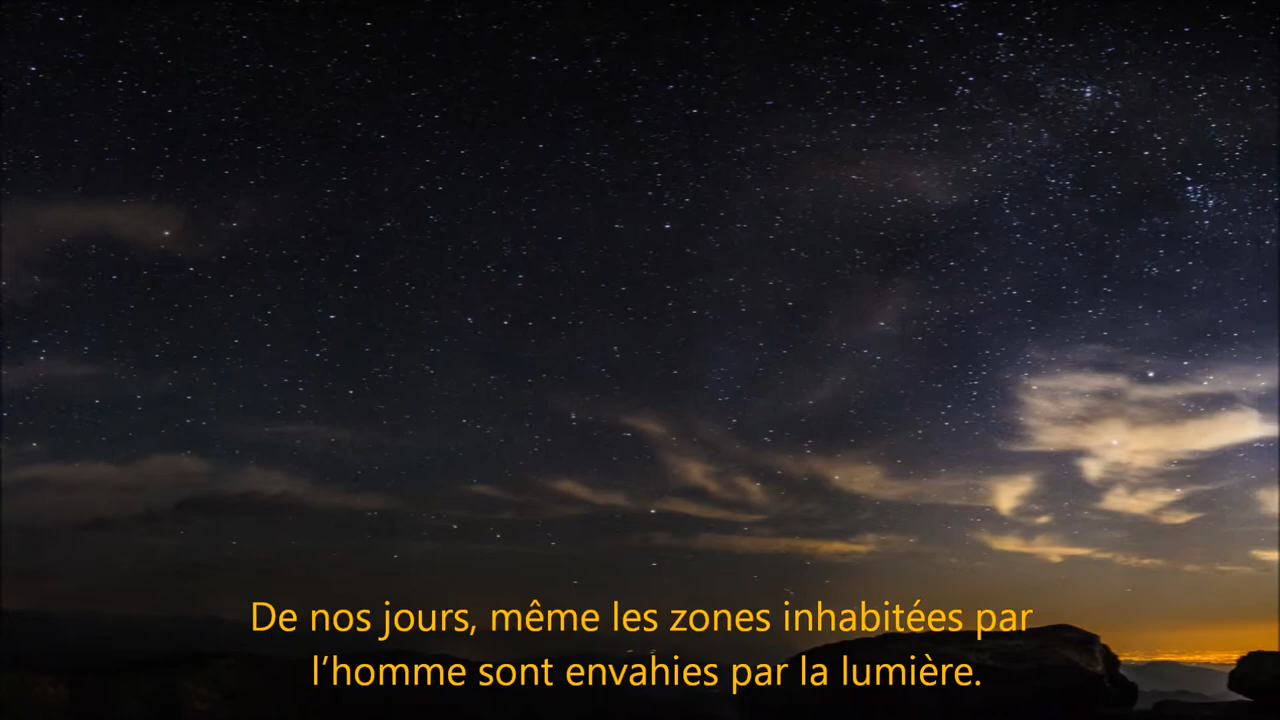 De nos jours, même les zones inhabitées par
l’homme sont envahies par la lumière.